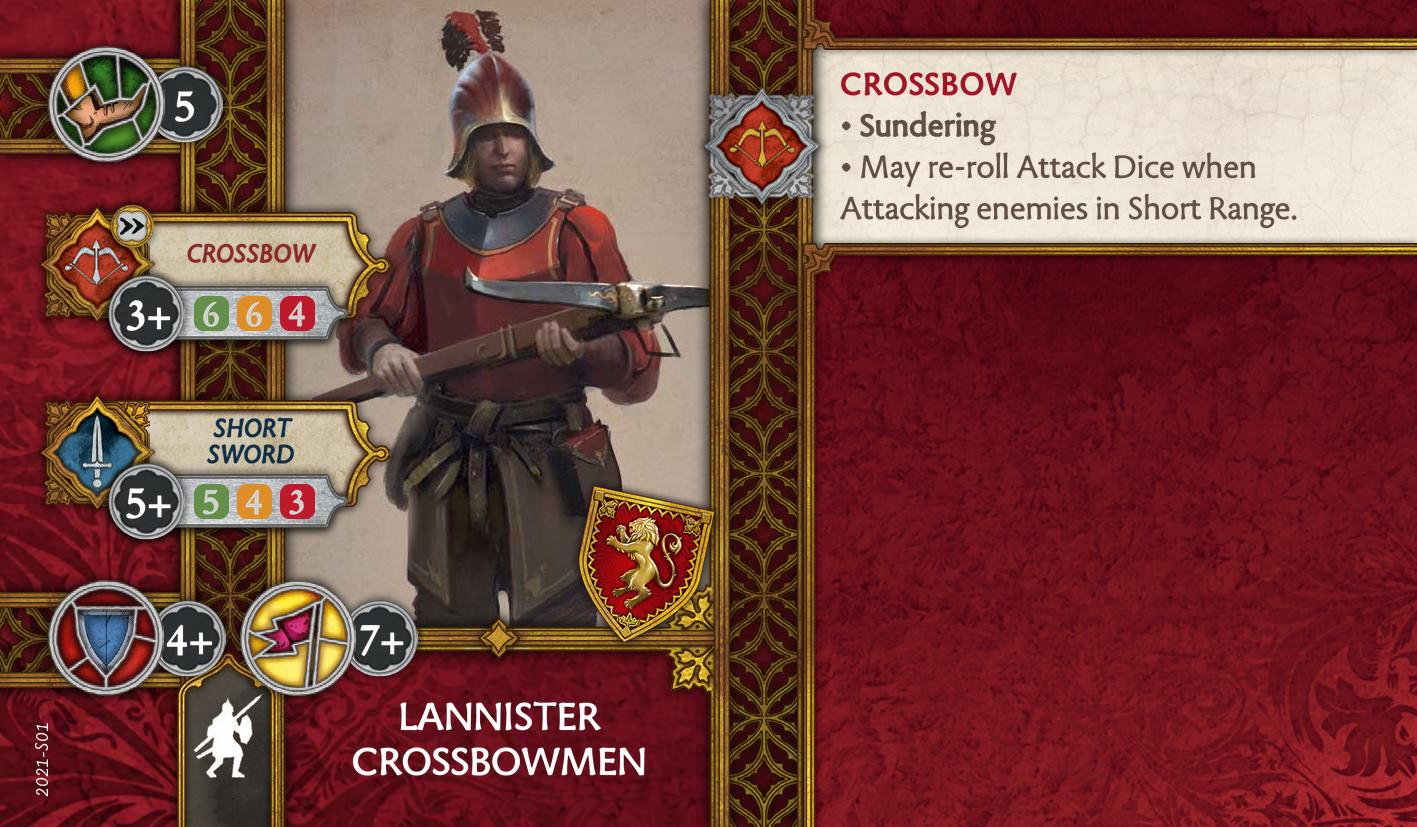 5
CROSSBOW
3+
6 6 4
SHORT
SWORD
5+
5 4 3
4+
7+
LANNISTER
CROSSBOWMEN
2021-S01
CROSSBOW
• Sundering
• May re-roll Attack Dice when
Attacking enemies in Short Range.